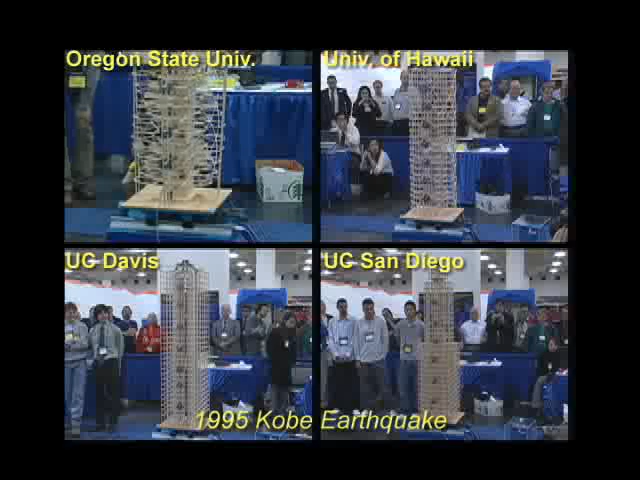 Oregon State Univ.
Univ. of Hawaii
UC Davis
UC San Diego
1995 Kobe Earthquake